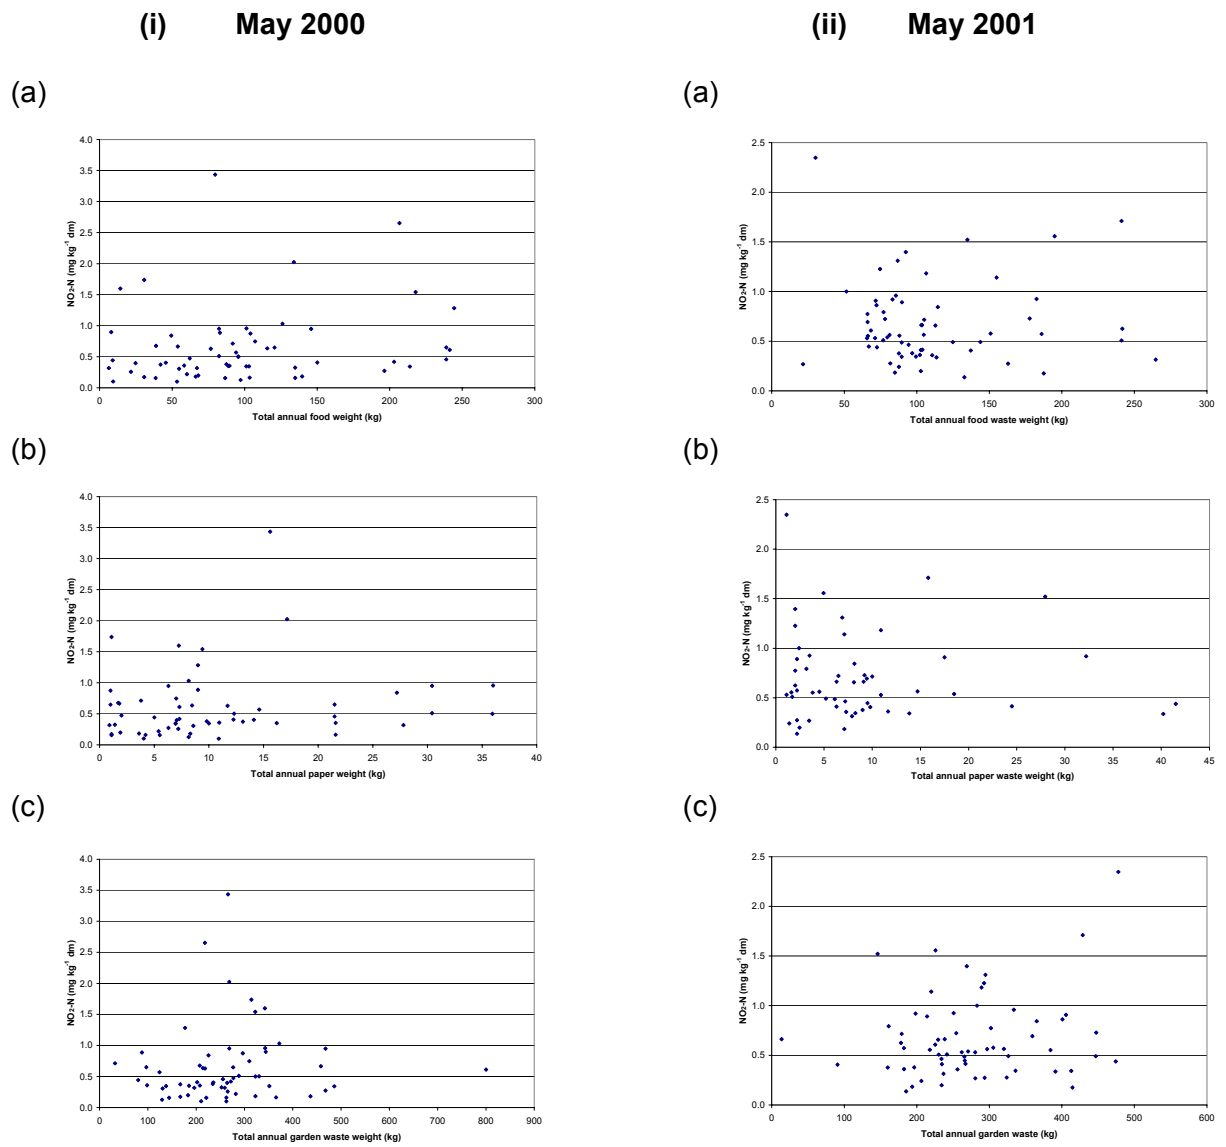 (i) May 2000
(ii) May 2001
(a)
4.0
3.5
3.0
2.5
2.0
1.5
1.0
0.5
0.0
NO₂-N (mg kg⁻¹ dm)
0 50 100 150 200 250 300
Total annual food weight (kg)
(a)
2.5
2.0
1.5
1.0
0.5
0.0
NO₂-N (mg kg⁻¹ dm)
0 50 100 150 200 250 300
Total annual food waste weight (kg)
(b)
4.0
3.5
3.0
2.5
2.0
1.5
1.0
0.5
0.0
NO₂-N (mg kg⁻¹ dm)
0 5 10 15 20 25 30 35 40
Total annual paper weight (kg)
(b)
2.5
2.0
1.5
1.0
0.5
0.0
NO₂-N (mg kg⁻¹ dm)
0 5 10 15 20 25 30 35 40 45
Total annual paper waste weight (kg)
(c)
4.0
3.5
3.0
2.5
2.0
1.5
1.0
0.5
0.0
NO₂-N (mg kg⁻¹ dm)
0 100 200 300 400 500 600 700 800 900
Total annual garden waste weight (kg)
(c)
2.5
2.0
1.5
1.0
0.5
0.0
NO₂-N (mg kg⁻¹ dm)
0 100 200 300 400 500 600
Total annual garden waste (kg)